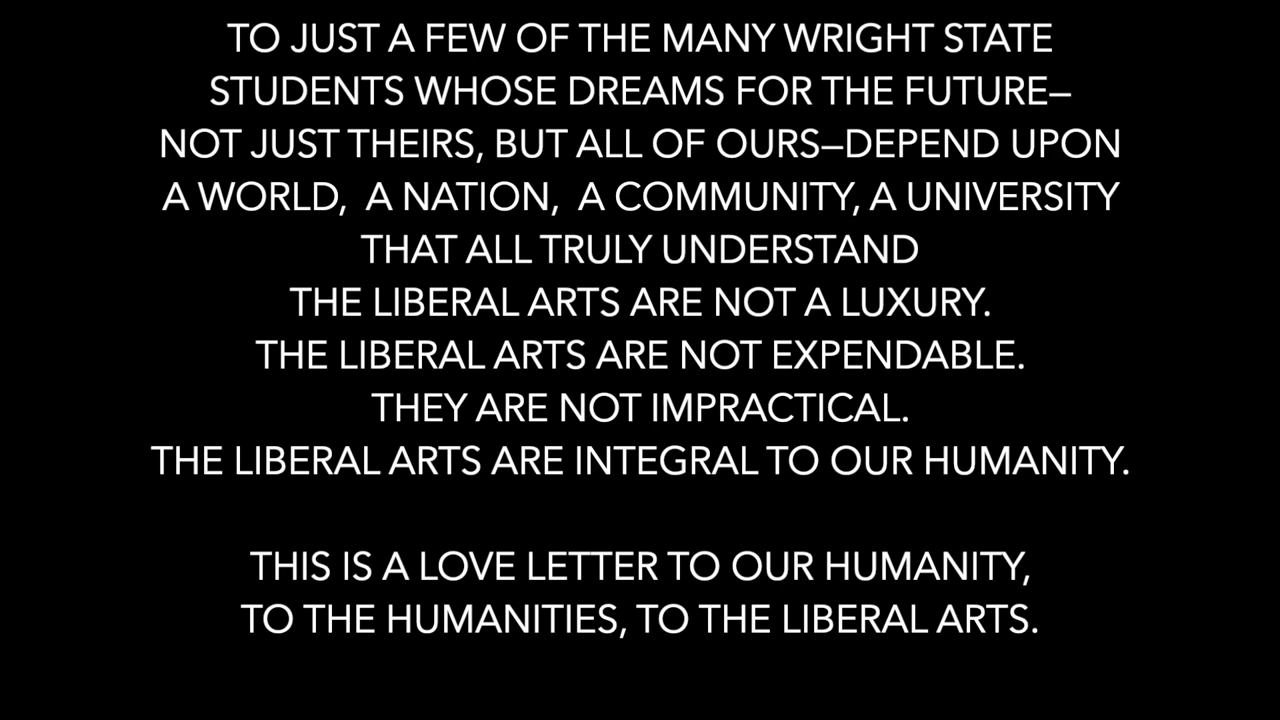 TO JUST A FEW OF THE MANY WRIGHT STATE
STUDENTS WHOSE DREAMS FOR THE FUTURE—
NOT JUST THEIRS, BUT ALL OF OURS—DEPEND UPON
A WORLD,  A NATION,  A COMMUNITY, A UNIVERSITY
THAT ALL TRULY UNDERSTAND
THE LIBERAL ARTS ARE NOT A LUXURY.
THE LIBERAL ARTS ARE NOT EXPENDABLE.
THEY ARE NOT IMPRACTICAL.
THE LIBERAL ARTS ARE INTEGRAL TO OUR HUMANITY.
THIS IS A LOVE LETTER TO OUR HUMANITY,
TO THE HUMANITIES, TO THE LIBERAL ARTS.